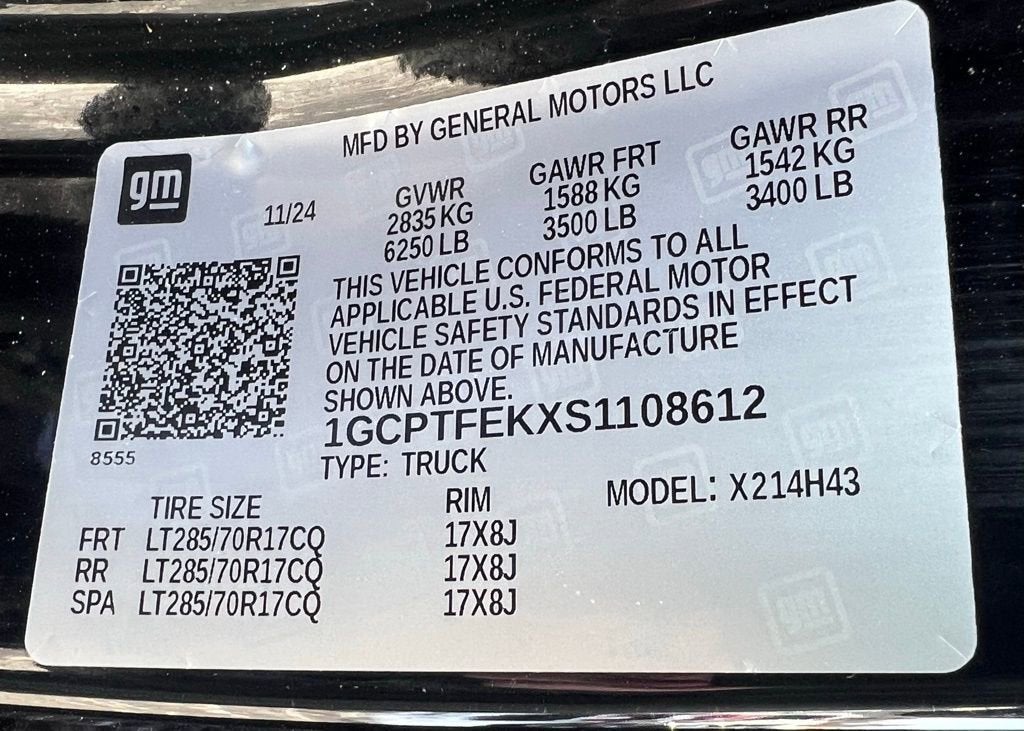 MFD BY GENERAL MOTORS LLC
gm
11/24
GVWR
2835 KG
6250 LB
GAWR FRT
1588 KG
3500 LB
GAWR RR
1542 KG
3400 LB
THIS VEHICLE CONFORMS TO ALL
APPLICABLE U.S. FEDERAL MOTOR
VEHICLE SAFETY STANDARDS IN EFFECT
ON THE DATE OF MANUFACTURE
SHOWN ABOVE.
1GCPTFEKXS1108612
8555
TYPE: TRUCK
MODEL: X214H43
TIRE SIZE RIM
FRT LT285/70R17CQ 17X8J
RR LT285/70R17CQ 17X8J
SPA LT285/70R17CQ 17X8J